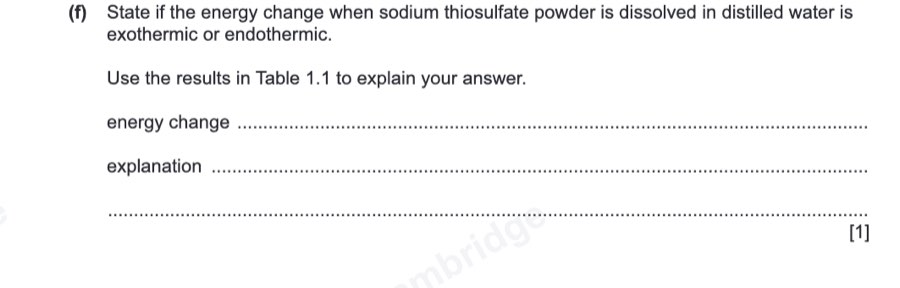 (f) State if the energy change when sodium thiosulfate powder is dissolved in distilled water is
exothermic or endothermic.
Use the results in Table 1.1 to explain your answer.
energy change ........................................................................................................................
explanation ............................................................................................................................
................................................................................................................................................
[1]